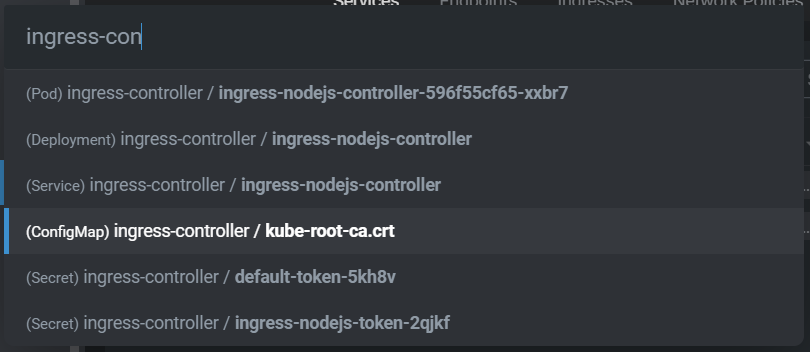 Services Endpoints Ingresses Network Policies
ingress-con
(Pod) ingress-controller / ingress-nodejs-controller-596f55cf65-xxbr7
(Deployment) ingress-controller / ingress-nodejs-controller
(Service) ingress-controller / ingress-nodejs-controller
(ConfigMap) ingress-controller / kube-root-ca.crt
(Secret) ingress-controller / default-token-5kh8v
(Secret) ingress-controller / ingress-nodejs-token-2qjkf